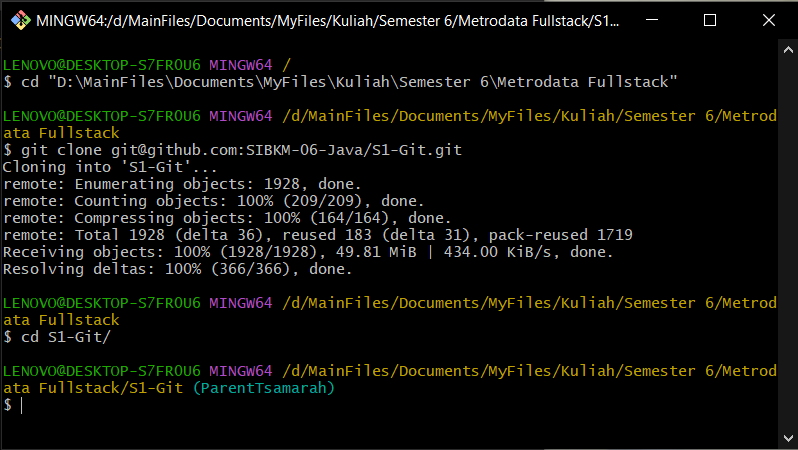 MINGW64:/d/MainFiles/Documents/MyFiles/Kuliah/Semester 6/Metrodata Fullstack/S1...
LENOVO@DESKTOP-S7FR0U6 MINGW64 /
$ cd "D:\MainFiles\Documents\MyFiles\Kuliah\Semester 6\Metrodata Fullstack"
LENOVO@DESKTOP-S7FR0U6 MINGW64 /d/MainFiles/Documents/MyFiles/Kuliah/Semester 6/Metrod
ata Fullstack
$ git clone git@github.com:SIBKM-06-Java/S1-Git.git
Cloning into 'S1-Git'...
remote: Enumerating objects: 1928, done.
remote: Counting objects: 100% (209/209), done.
remote: Compressing objects: 100% (164/164), done.
remote: Total 1928 (delta 36), reused 183 (delta 31), pack-reused 1719
Receiving objects: 100% (1928/1928), 49.81 MiB | 434.00 KiB/s, done.
Resolving deltas: 100% (366/366), done.
LENOVO@DESKTOP-S7FR0U6 MINGW64 /d/MainFiles/Documents/MyFiles/Kuliah/Semester 6/Metrod
ata Fullstack
$ cd S1-Git/
LENOVO@DESKTOP-S7FR0U6 MINGW64 /d/MainFiles/Documents/MyFiles/Kuliah/Semester 6/Metrod
ata Fullstack/S1-Git (ParentTsamarah)
$